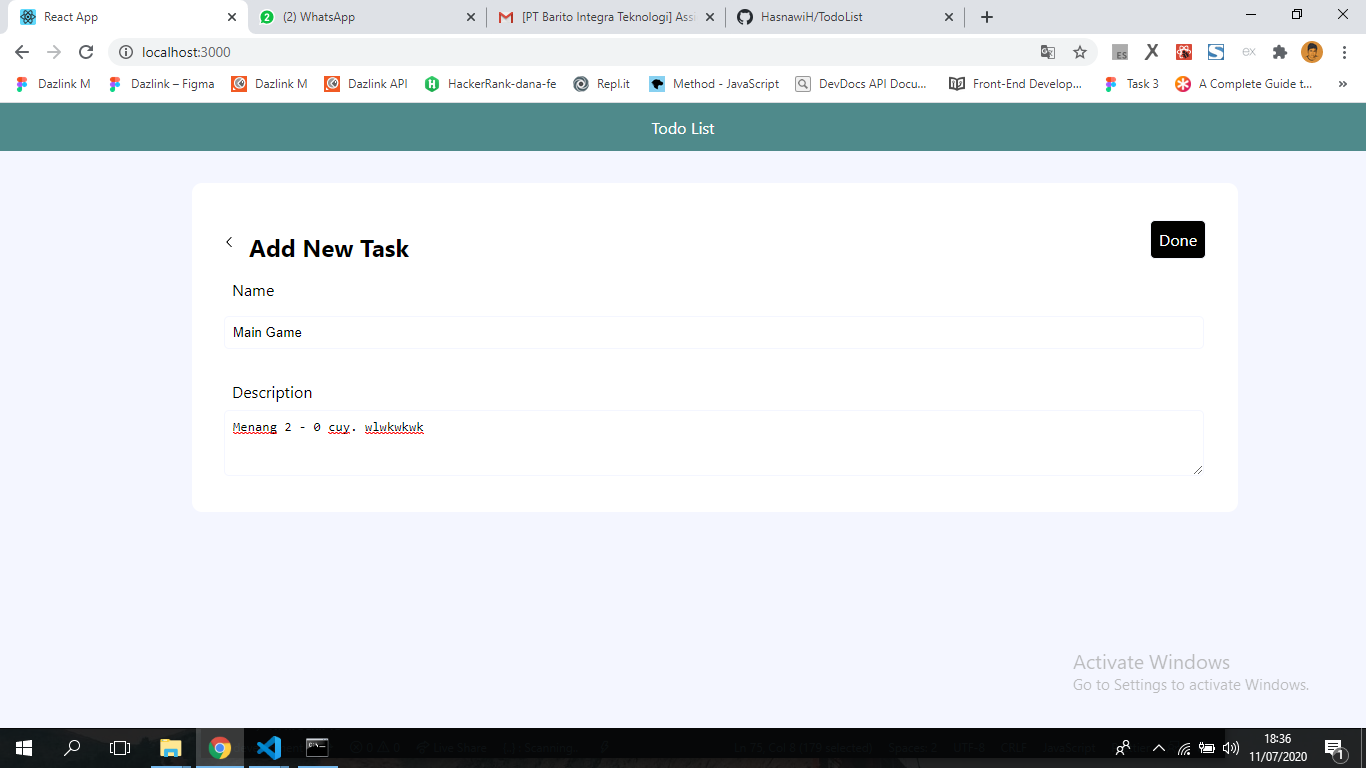 React App
(2) WhatsApp
[PT Barito Integra Teknologi] Ass
HasnawiH/TodoList
localhost:3000
Dazlink M
Dazlink – Figma
Dazlink M
Dazlink API
HackerRank-dana-fe
Repl.it
Method - JavaScript
DevDocs API Docu...
Front-End Develop...
Task 3
A Complete Guide t...
Todo List
Add New Task
Done
Name
Main Game
Description
Menang 2 - 0 cuy. wlwkwkwk
Activate Windows
Go to Settings to activate Windows.
18:36
11/07/2020